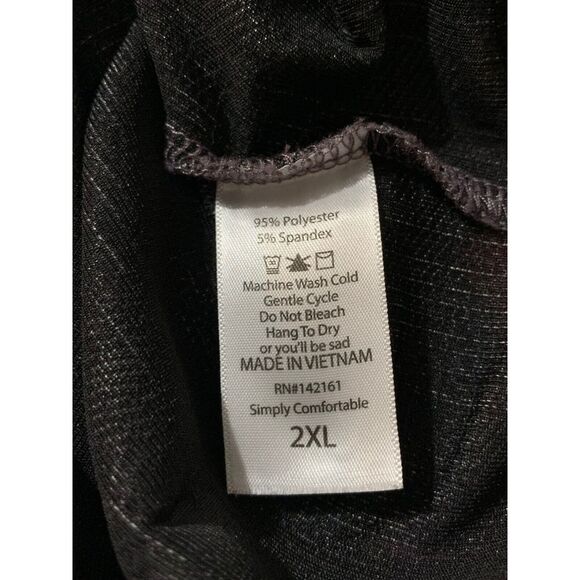 95% Polyester
5% Spandex
Machine Wash Cold
Gentle Cycle
Do Not Bleach
Hang To Dry
or you'll be sad
MADE IN VIETNAM
RN#142161
Simply Comfortable
2XL